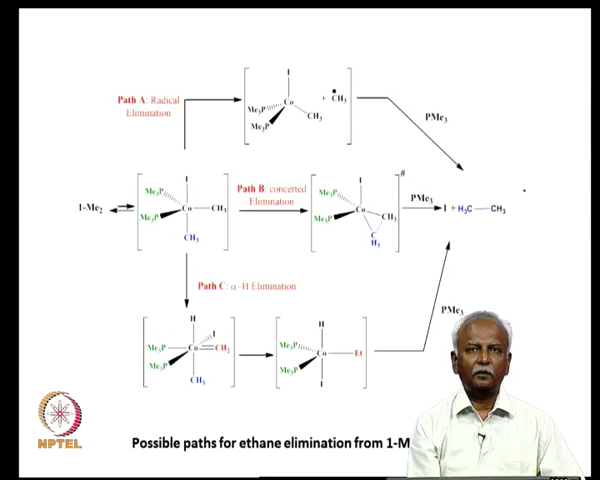 I
Path A: Radical
Elimination
Me3P
Co
+ ĊH3
CH3
Me3P
PMe3
I
Me3P
Co
CH3
Me3P
CH3
1-Me2
Path B: concerted
Elimination
I
Me3P
Co
CH3
Me3P
C
H3
#
PMe3
1 + H3C—CH3
Path C: α-H Elimination
H
I
Me3P
Co
CH2
Me3P
CH3
H
Me3P
Co
Et
Me3P
I
PMe3
NPTEL
Possible paths for ethane elimination from 1-M